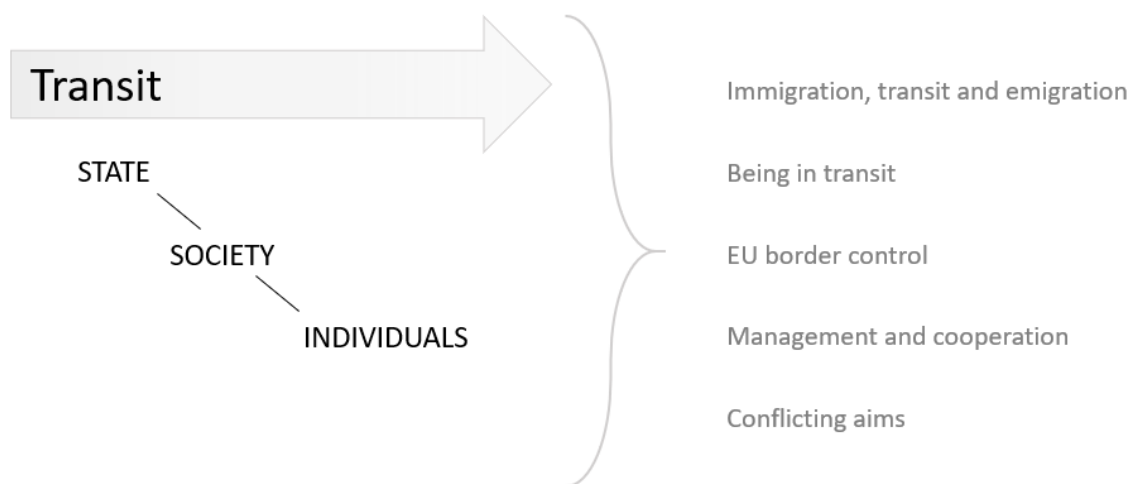 Transit
STATE
SOCIETY
INDIVIDUALS
Immigration, transit and emigration
Being in transit
EU border control
Management and cooperation
Conflicting aims